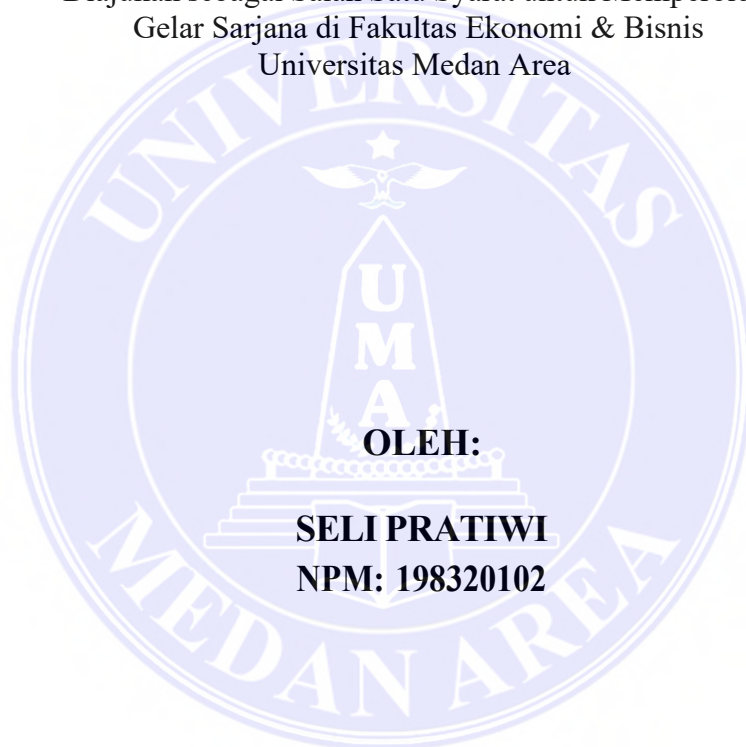 Gelar Sarjana di Fakultas Ekonomi & Bisnis
Universitas Medan Area
UNIVERSITAS
U
M
A
OLEH:
SELI PRATIWI
NPM: 198320102
MEDAN AREA